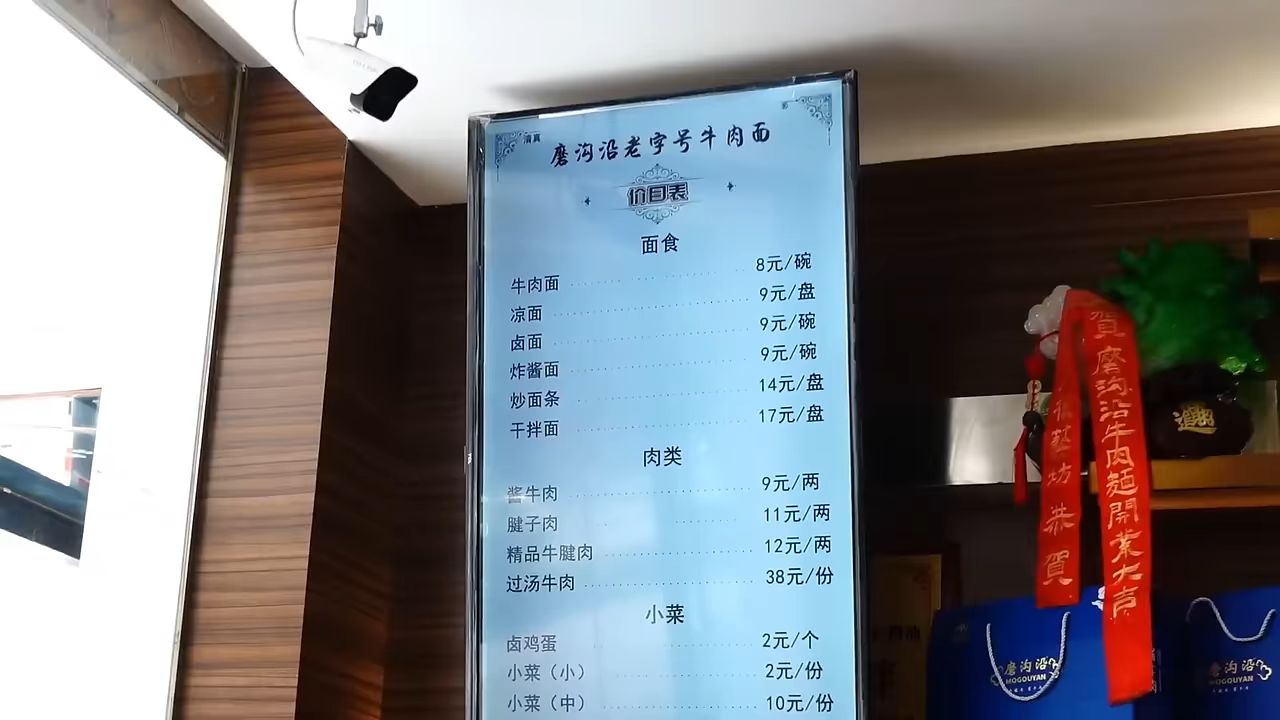 清真
磨沟沿老字号牛肉面
价目表
面食
牛肉面 8元/碗
凉面 9元/盘
卤面 9元/碗
炸酱面 9元/碗
炒面条 14元/盘
干拌面 17元/盘
肉类
酱牛肉 9元/两
腱子肉 11元/两
精品牛腱肉 12元/两
过汤牛肉 38元/份
小菜
卤鸡蛋 2元/个
小菜（小） 2元/份
小菜（中） 10元/份
賀磨沟沿牛肉麵開業大吉
坊恭賀
磨沟沿
MOGOUYAN
磨沟沿
MOGOUYAN